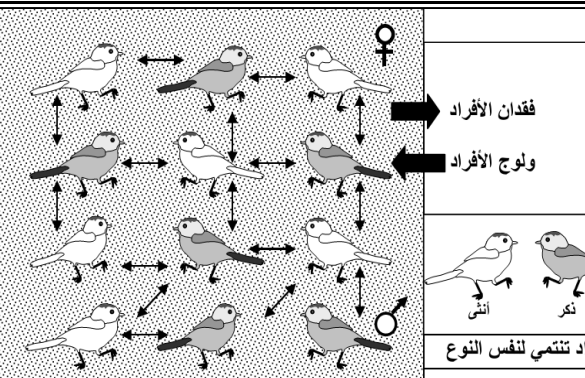 فقدان الأفراد
ولوج الأفراد
أنثى ذكر
تنتمي لنفس النوع